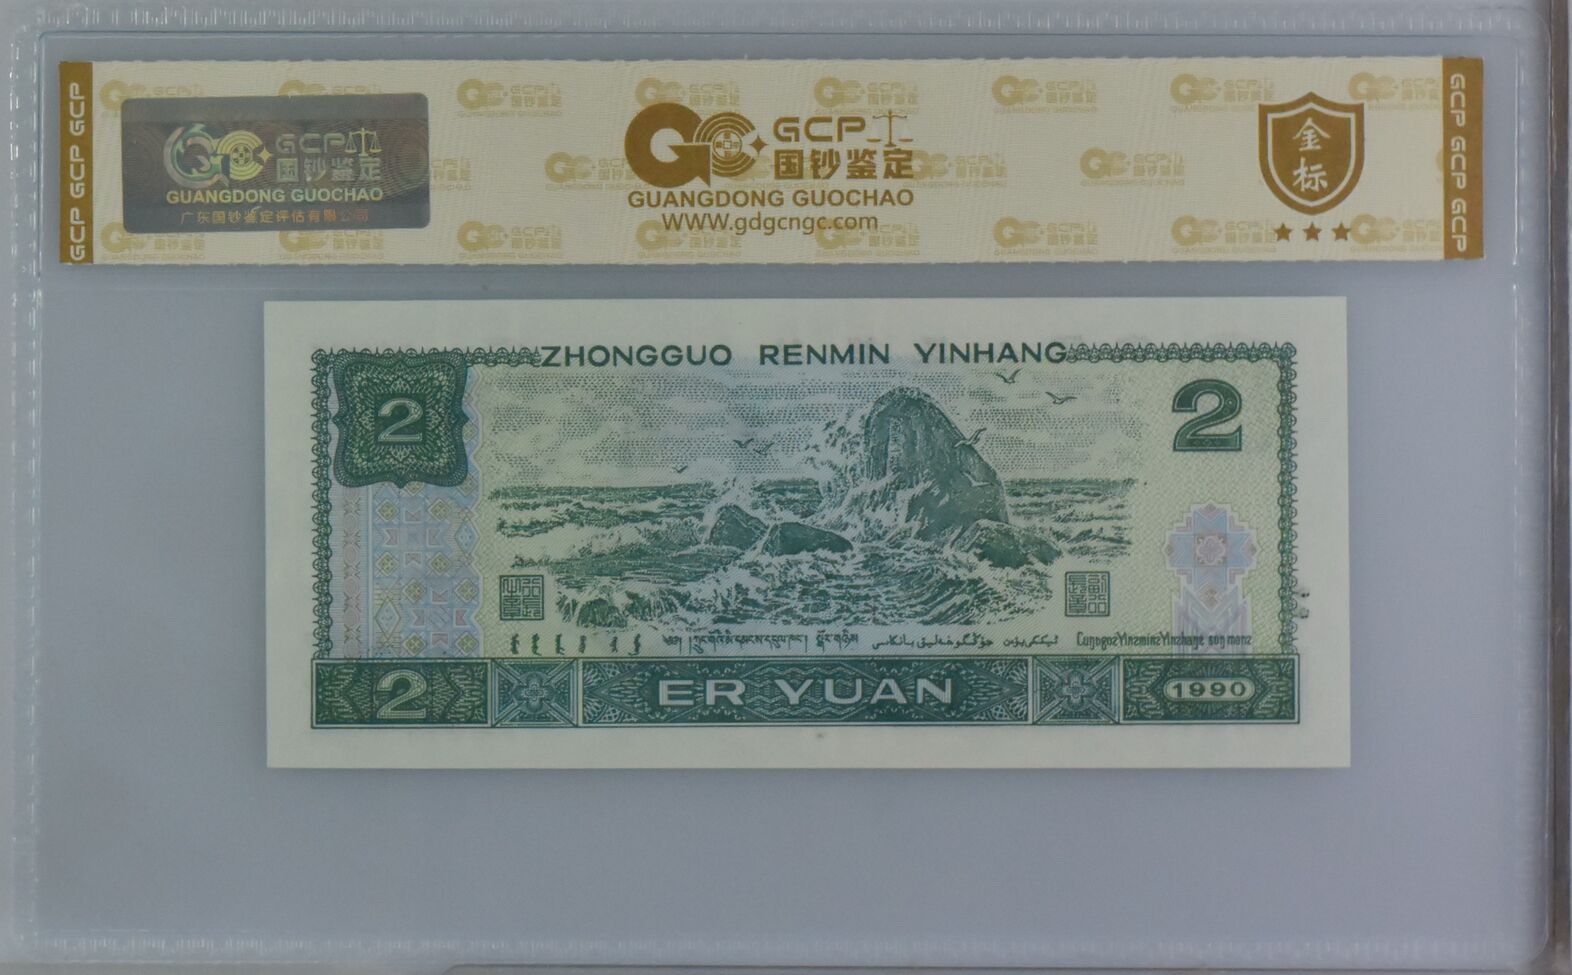 GCP GCP
GCP
国钞鉴定
GUANGDONG GUOCHAO
广东国钞鉴定评估有限公司
GCP
国钞鉴定
GUANGDONG GUOCHAO
WWW.gdgcngc.com
金标
GCP GCP GCP
ZHONGGUO RENMIN YINHANG
2
2
2
ER YUAN
1990